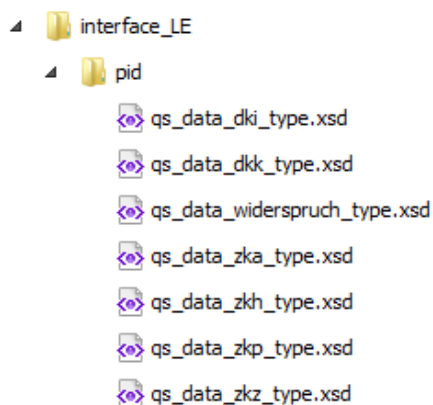 interface_LE
pid
qs_data_dki_type.xsd
qs_data_dkk_type.xsd
qs_data_widerspruch_type.xsd
qs_data_zka_type.xsd
qs_data_zkh_type.xsd
qs_data_zkp_type.xsd
qs_data_zkz_type.xsd